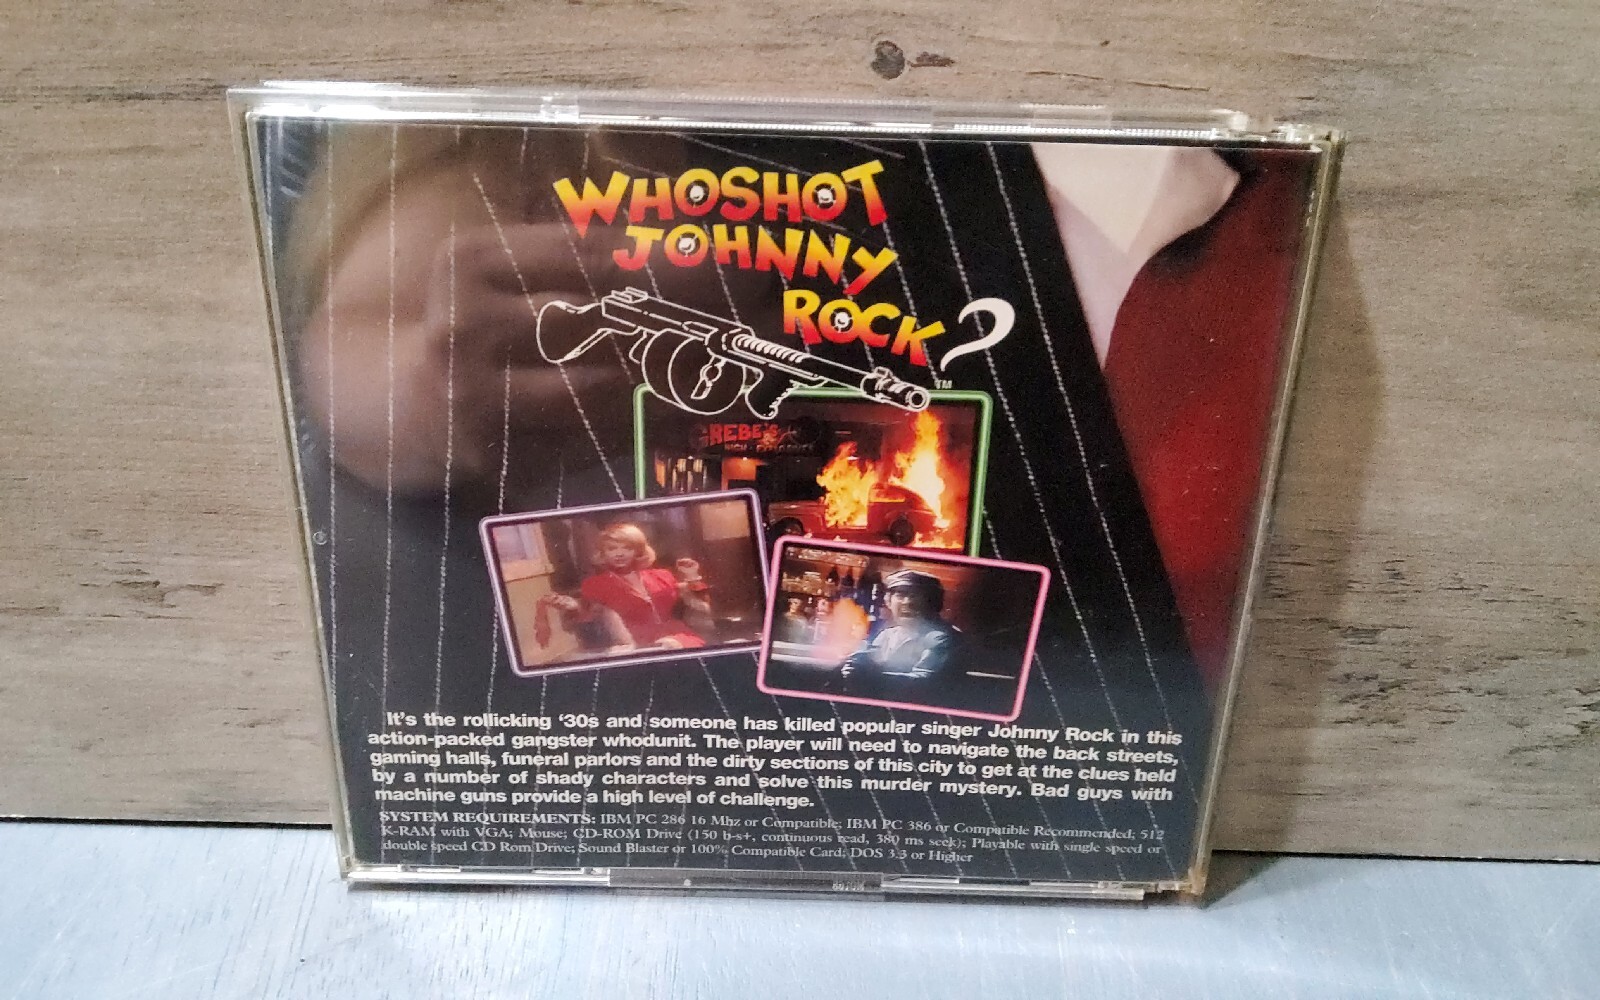 WHO SHOT
JOHNNY
ROCK?
TM
GREBE'S
HIGH - EXPLOSIVES
It's the rollicking ‘30s and someone has killed popular singer Johnny Rock in this
action-packed gangster whodunit. The player will need to navigate the back streets,
gaming halls, funeral parlors and the dirty sections of this city to get at the clues held
by a number of shady characters and solve this murder mystery. Bad guys with
machine guns provide a high level of challenge.
SYSTEM REQUIREMENTS: IBM PC 286 16 Mhz or Compatible; IBM PC 386 or Compatible Recommended; 512
K-RAM with VGA; Mouse; CD-ROM Drive (150 b-s+, continuous read, 380 ms seek); Playable with single speed or
double speed CD Rom Drive; Sound Blaster or 100% Compatible Card; DOS 3.3 or Higher